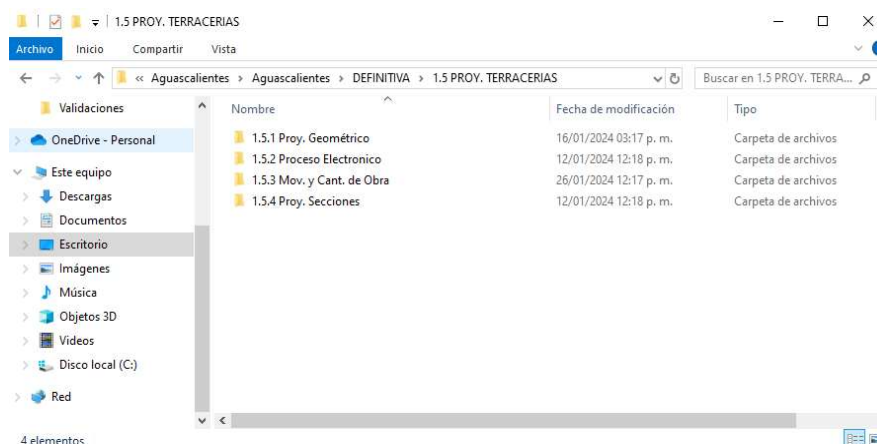 1.5 PROY. TERRACERIAS
Archivo Inicio Compartir Vista
« Aguascalientes > Aguascalientes > DEFINITIVA > 1.5 PROY. TERRACERIAS Buscar en 1.5 PROY. TERRA...
Validaciones Nombre Fecha de modificación Tipo
OneDrive - Personal 1.5.1 Proy. Geométrico 16/01/2024 03:17 p. m. Carpeta de archivos
1.5.2 Proceso Electronico 12/01/2024 12:18 p. m. Carpeta de archivos
Este equipo 1.5.3 Mov. y Cant. de Obra 26/01/2024 12:17 p. m. Carpeta de archivos
Descargas 1.5.4 Proy. Secciones 12/01/2024 12:18 p. m. Carpeta de archivos
Documentos
Escritorio
Imágenes
Música
Objetos 3D
Videos
Disco local (C:)
Red
4 elementos